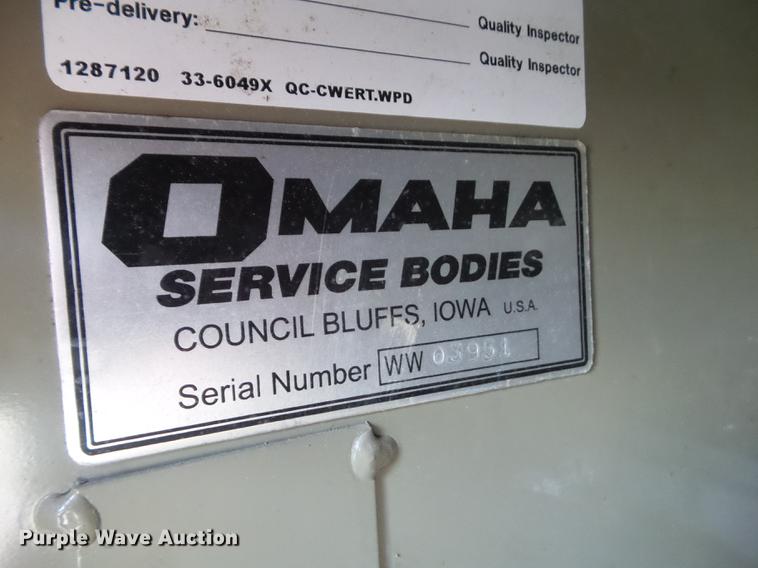 Pre-delivery:
Quality Inspector
Quality Inspector
1287120 33-6049X QC-CWERT.WPD
OMAHA
SERVICE BODIES
COUNCIL BLUFFS, IOWA U.S.A.
Serial Number WW 03951
Purple Wave Auction